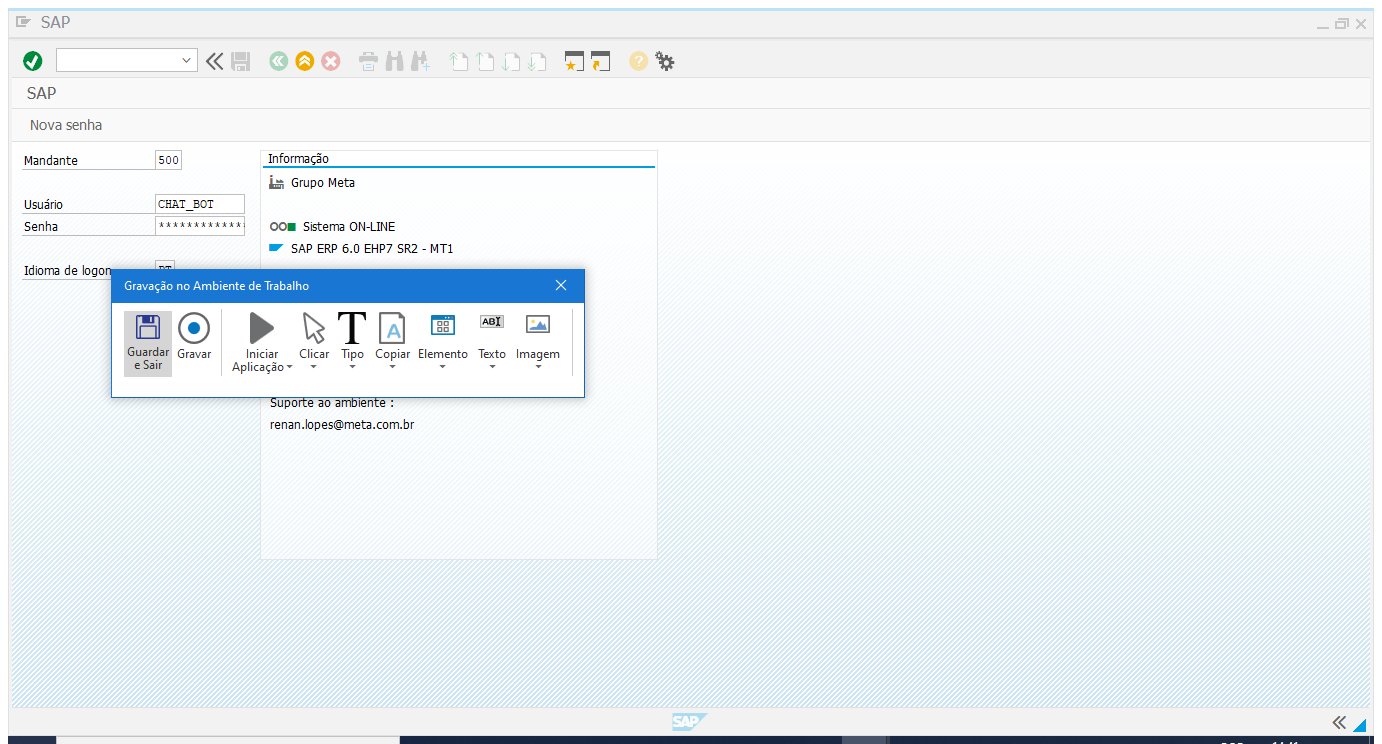 SAP
SAP
Nova senha
Mandante 500
Informação
Grupo Meta
Usuário CHAT_BOT
Senha *************
Sistema ON-LINE
SAP ERP 6.0 EHP7 SR2 - MT1
Idioma de logon
Gravação no Ambiente de Trabalho
Guardar e Sair
Gravar
Iniciar Aplicação
Clicar
Tipo
Copiar
Elemento
ABI
Texto
Imagem
Suporte ao ambiente :
renan.lopes@meta.com.br
SAP